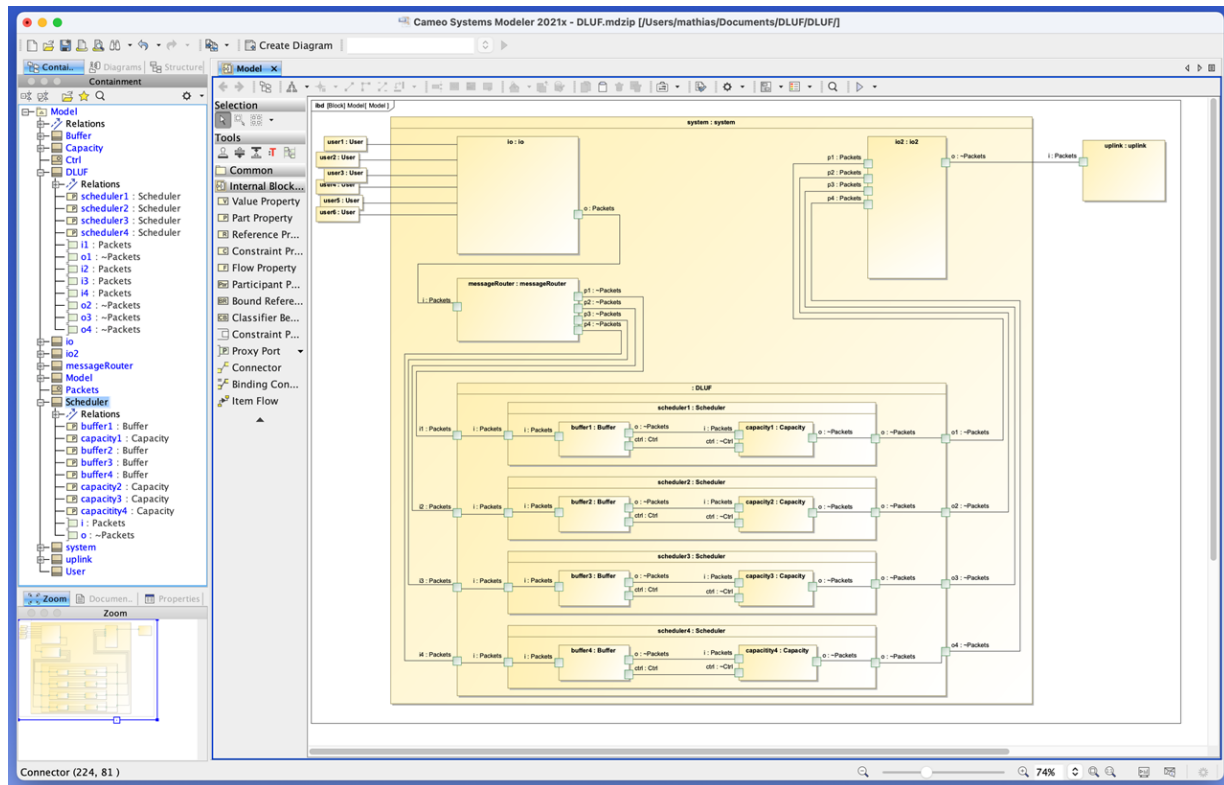 Cameo Systems Modeler 2021x - DLUF.mdzip [/Users/mathias/Documents/DLUF/DLUF/]
Create Diagram
Contai.. Diagrams Structure
Containment
Model
Relations
Buffer
Capacity
Ctrl
DLUF
Relations
scheduler1 : Scheduler
scheduler2 : Scheduler
scheduler3 : Scheduler
scheduler4 : Scheduler
i1 : Packets
o1 : ~Packets
i2 : Packets
i3 : Packets
i4 : Packets
o2 : ~Packets
o3 : ~Packets
o4 : ~Packets
io
io2
messageRouter
Model
Packets
Scheduler
Relations
buffer1 : Buffer
capacity1 : Capacity
buffer2 : Buffer
buffer3 : Buffer
buffer4 : Buffer
capacity2 : Capacity
capacity3 : Capacity
capacitity4 : Capacity
i : Packets
o : ~Packets
system
uplink
User
Zoom Documen.. Properties
Zoom
Connector (224, 81 )
Model
Selection
Tools
Common
Internal Block...
Value Property
Part Property
Reference Pr...
Constraint Pr...
Flow Property
Participant P...
Bound Refere...
Classifier Be...
Constraint P...
Proxy Port
Connector
Binding Con...
Item Flow
ibd [Block] Model[ Model ]
system : system
user1 : User
user2 : User
user3 : User
user4 : User
user5 : User
user6 : User
io : io
o : Packets
io2 : io2
p1 : Packets
p2 : Packets
p3 : Packets
p4 : Packets
o : ~Packets
i : Packets
uplink : uplink
messageRouter : messageRouter
i : Packets
p1 : ~Packets
p2 : ~Packets
p3 : ~Packets
p4 : ~Packets
: DLUF
scheduler1 : Scheduler
i1 : Packets
i : Packets
i : Packets
buffer1 : Buffer
o : ~Packets
ctrl : Ctrl
i : Packets
ctrl : ~Ctrl
capacity1 : Capacity
o : ~Packets
o : ~Packets
o1 : ~Packets
scheduler2 : Scheduler
i2 : Packets
i : Packets
i : Packets
buffer2 : Buffer
o : ~Packets
ctrl : Ctrl
i : Packets
ctrl : ~Ctrl
capacity2 : Capacity
o : ~Packets
o : ~Packets
o2 : ~Packets
scheduler3 : Scheduler
i3 : Packets
i : Packets
i : Packets
buffer3 : Buffer
o : ~Packets
ctrl : Ctrl
i : Packets
ctrl : ~Ctrl
capacity3 : Capacity
o : ~Packets
o : ~Packets
o3 : ~Packets
scheduler4 : Scheduler
i4 : Packets
i : Packets
i : Packets
buffer4 : Buffer
o : ~Packets
ctrl : Ctrl
i : Packets
ctrl : ~Ctrl
capacitity4 : Capacity
o : ~Packets
o : ~Packets
o4 : ~Packets
74%